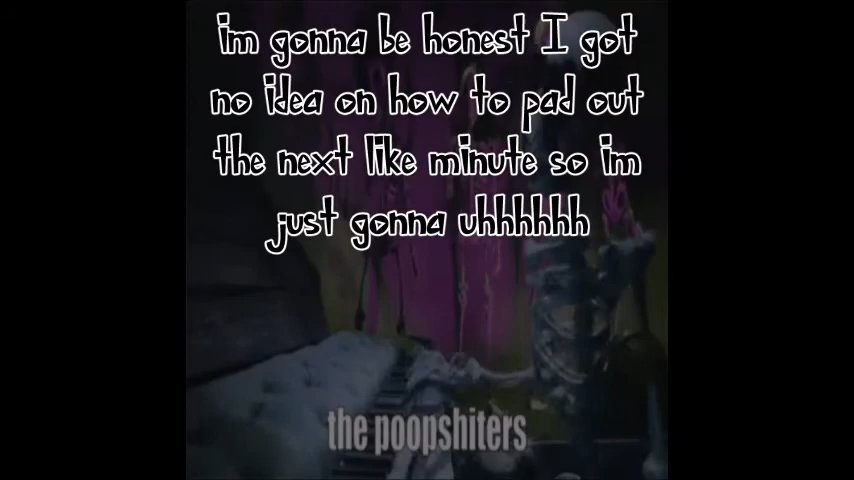 im gonna be honest I got
no idea on how to pad out
the next like minute so im
just gonna uhhhhhh
the poopshiters